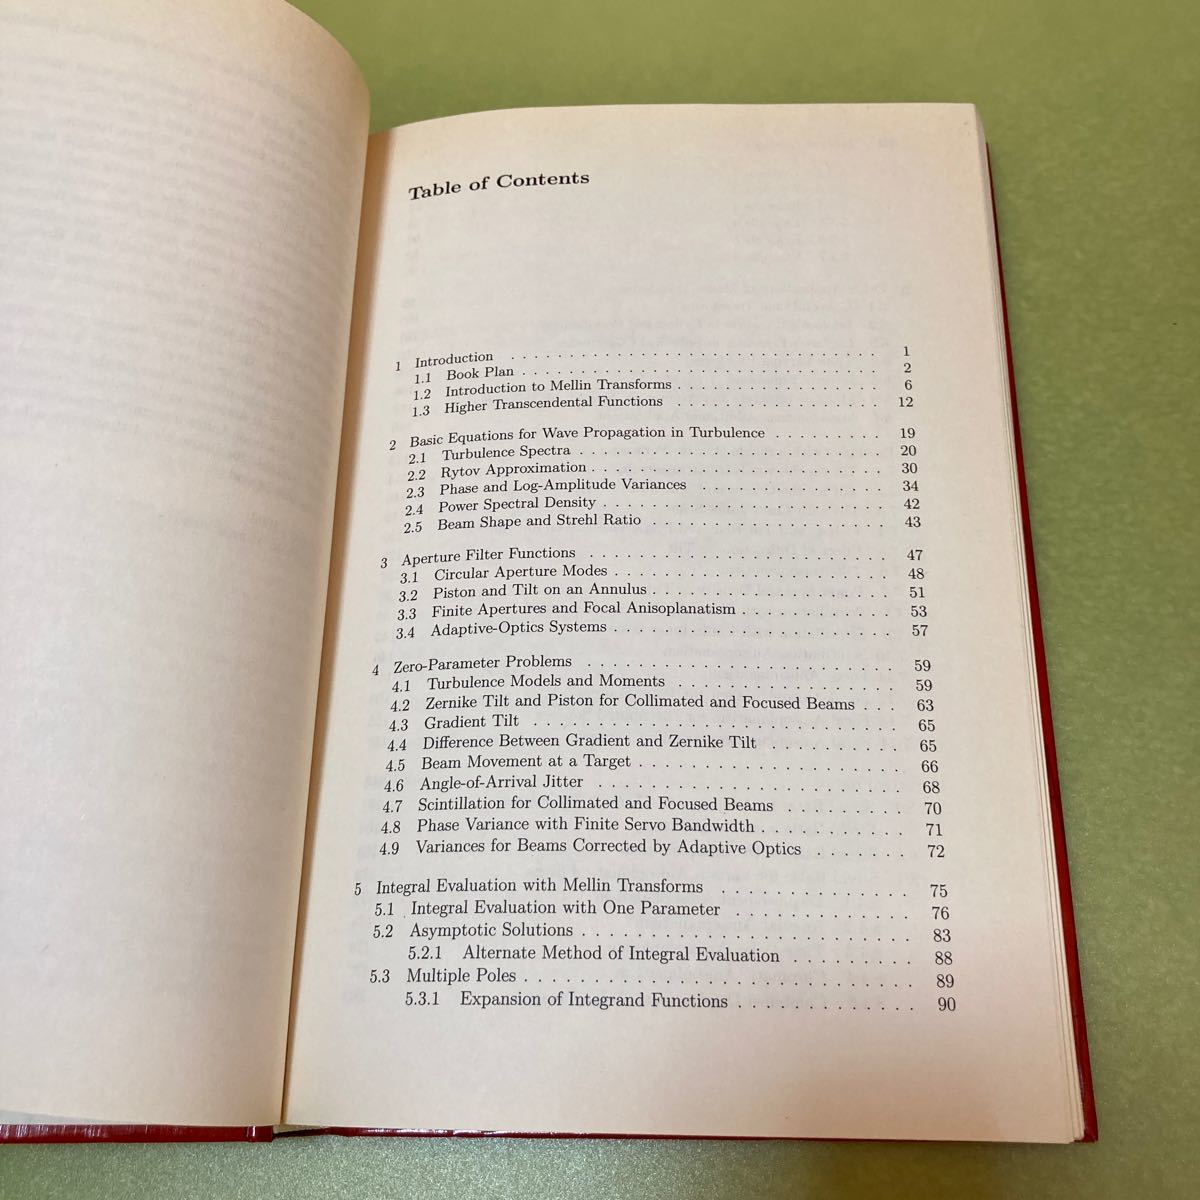 Table of Contents
1 Introduction . . . . . . . . . . . . . . . . . . . . . . . . . . . . . . . 1
1.1 Book Plan . . . . . . . . . . . . . . . . . . . . . . . . . . . . . . . 2
1.2 Introduction to Mellin Transforms . . . . . . . . . . . . . . . . . . 6
1.3 Higher Transcendental Functions . . . . . . . . . . . . . . . . . . 12
2 Basic Equations for Wave Propagation in Turbulence . . . . . . . . . 19
2.1 Turbulence Spectra . . . . . . . . . . . . . . . . . . . . . . . . . . 20
2.2 Rytov Approximation . . . . . . . . . . . . . . . . . . . . . . . . . 30
2.3 Phase and Log-Amplitude Variances . . . . . . . . . . . . . . . . 34
2.4 Power Spectral Density . . . . . . . . . . . . . . . . . . . . . . . . 42
2.5 Beam Shape and Strehl Ratio . . . . . . . . . . . . . . . . . . . . 43
3 Aperture Filter Functions . . . . . . . . . . . . . . . . . . . . . . . . . 47
3.1 Circular Aperture Modes . . . . . . . . . . . . . . . . . . . . . . . 48
3.2 Piston and Tilt on an Annulus . . . . . . . . . . . . . . . . . . . . 51
3.3 Finite Apertures and Focal Anisoplanatism . . . . . . . . . . . . 53
3.4 Adaptive-Optics Systems . . . . . . . . . . . . . . . . . . . . . . . 57
4 Zero-Parameter Problems . . . . . . . . . . . . . . . . . . . . . . . . 59
4.1 Turbulence Models and Moments . . . . . . . . . . . . . . . . . . 59
4.2 Zernike Tilt and Piston for Collimated and Focused Beams . . . 63
4.3 Gradient Tilt . . . . . . . . . . . . . . . . . . . . . . . . . . . . . . 65
4.4 Difference Between Gradient and Zernike Tilt . . . . . . . . . . 65
4.5 Beam Movement at a Target . . . . . . . . . . . . . . . . . . . . . 66
4.6 Angle-of-Arrival Jitter . . . . . . . . . . . . . . . . . . . . . . . . 68
4.7 Scintillation for Collimated and Focused Beams . . . . . . . . . 70
4.8 Phase Variance with Finite Servo Bandwidth . . . . . . . . . . . 71
4.9 Variances for Beams Corrected by Adaptive Optics . . . . . . . 72
5 Integral Evaluation with Mellin Transforms . . . . . . . . . . . . . . 75
5.1 Integral Evaluation with One Parameter . . . . . . . . . . . . . 76
5.2 Asymptotic Solutions . . . . . . . . . . . . . . . . . . . . . . . . . 83
5.2.1 Alternate Method of Integral Evaluation . . . . . . . . . 88
5.3 Multiple Poles . . . . . . . . . . . . . . . . . . . . . . . . . . . . . 89
5.3.1 Expansion of Integrand Functions . . . . . . . . . . . . . 90